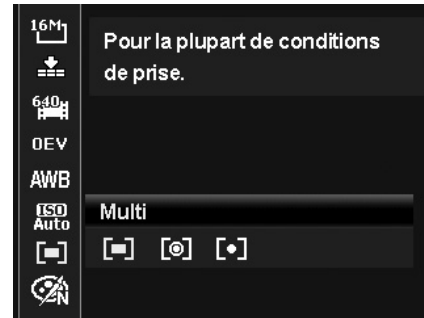 16M
Pour la plupart de conditions
de prise.
640
0EV
AWB
ISO
Auto
Multi
N